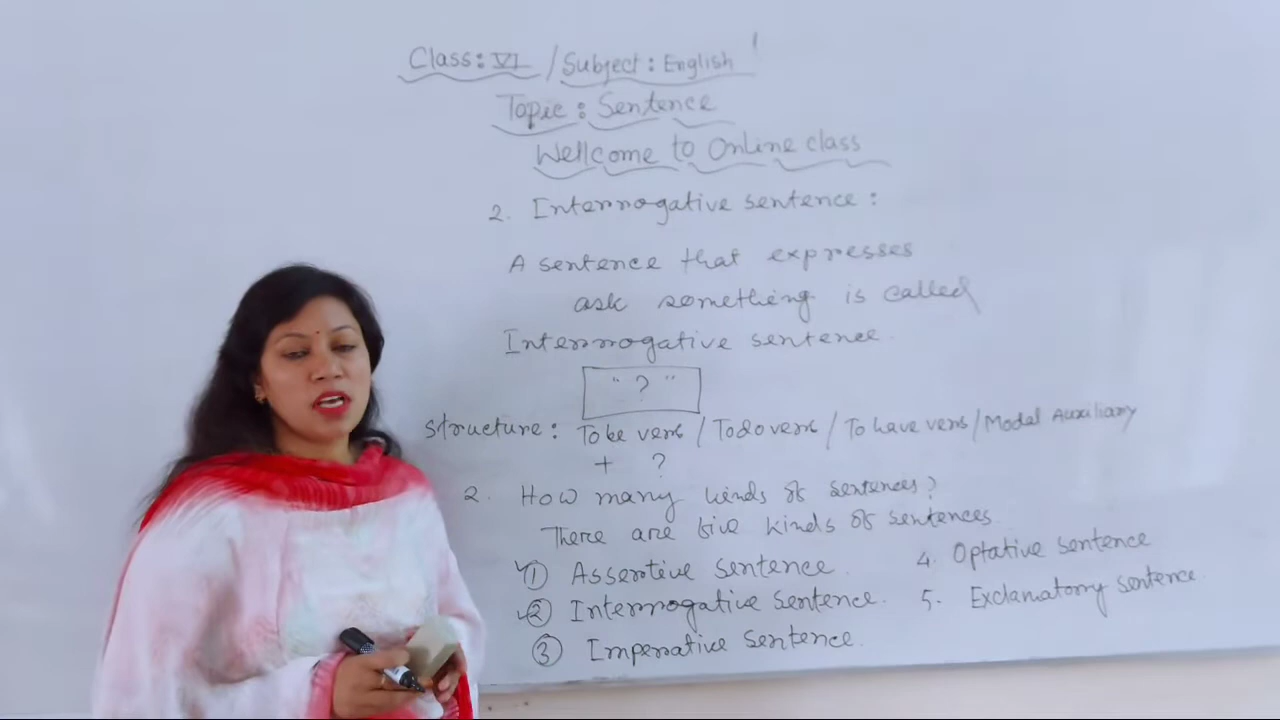 Class: VI / Subject: English
Topic: Sentence
Wellcome to Online class
2. Interrogative sentence:
A sentence that expresses
ask something is called
Interrogative sentence.
" ? "
structure: To be verb / To do verb / To have verb / Modal Auxiliary
+ ?
2. How many kinds of sentences?
There are five kinds of sentences
1 Assertive sentence.
2 Interrogative sentence.
3 Imperative sentence.
4. Optative sentence
5. Exclamatory sentence.